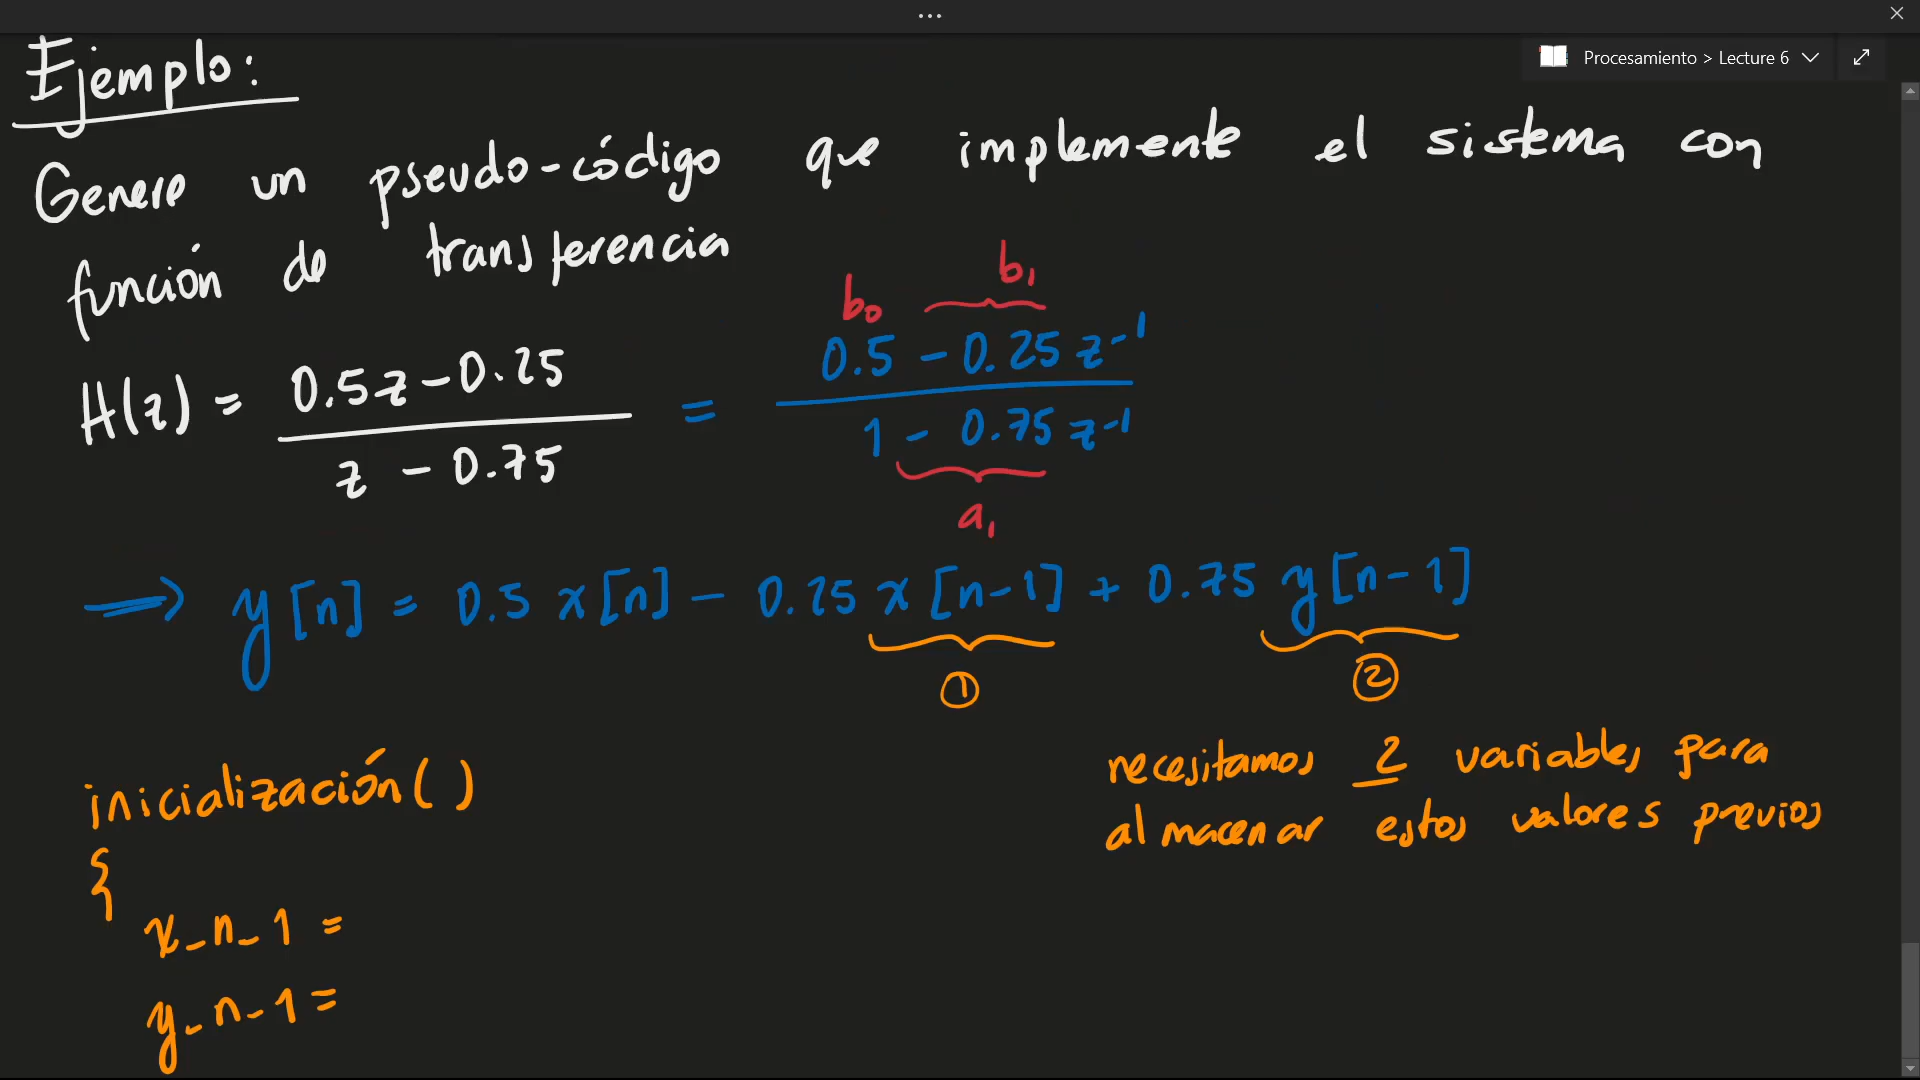 ...
Procesamiento > Lecture 6
Ejemplo:
Genere un pseudo-código que implemente el sistema con
función de transferencia
b₀ b₁
H(z) = (0.5z - 0.25) / (z - 0.75) = (0.5 - 0.25 z⁻¹) / (1 - 0.75 z⁻¹)
a₁
⟹ y[n] = 0.5 x[n] - 0.25 x[n-1] + 0.75 y[n-1]
① ②
necesitamos 2 variables para
almacenar estos valores previos
inicialización( )
{
x_n_1 =
y_n_1 =